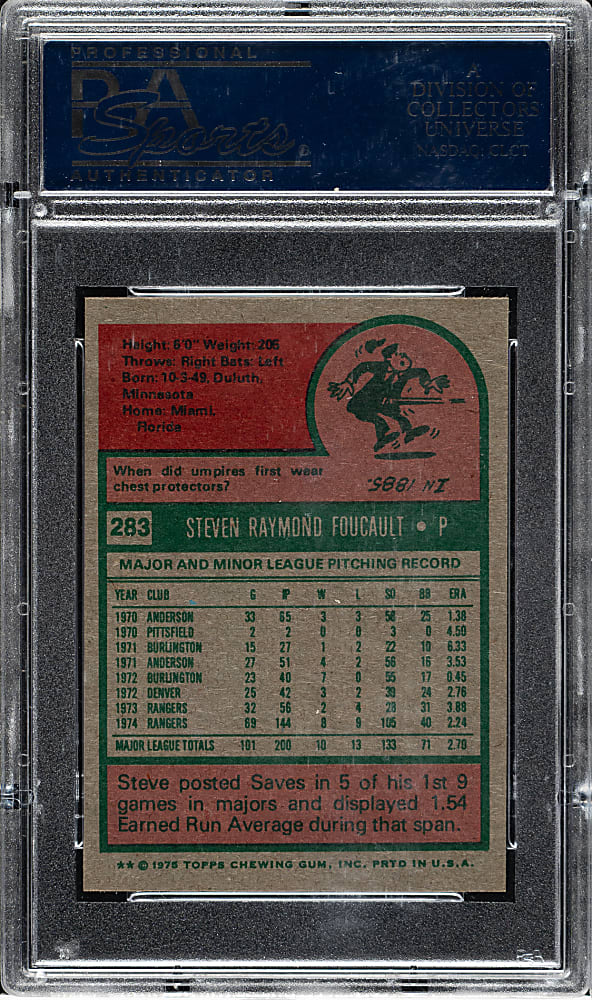 PROFESSIONAL
PSA
Sports®
AUTHENTICATOR
A
DIVISION OF
COLLECTORS
UNIVERSE
NASDAQ: CLCT
Height: 6'0" Weight: 205
Throws: Right Bats: Left
Born: 10-3-49, Duluth,
Minnesota
Home: Miami,
Florida
When did umpires first wear
chest protectors?
IN 1885.
283 STEVEN RAYMOND FOUCAULT • P
MAJOR AND MINOR LEAGUE PITCHING RECORD
YEAR CLUB G IP W L SO BB ERA
1970 ANDERSON 33 65 3 3 58 25 1.38
1970 PITTSFIELD 2 2 0 0 3 0 4.50
1971 BURLINGTON 15 27 1 2 22 10 6.33
1971 ANDERSON 27 51 4 2 56 16 3.53
1972 BURLINGTON 23 40 7 0 55 17 0.45
1972 DENVER 25 42 3 2 39 24 2.76
1973 RANGERS 32 56 2 4 28 31 3.88
1974 RANGERS 69 144 8 9 105 40 2.24
MAJOR LEAGUE TOTALS 101 200 10 13 133 71 2.70
Steve posted Saves in 5 of his 1st 9
games in majors and displayed 1.54
Earned Run Average during that span.
** © 1975 TOPPS CHEWING GUM, INC. PRTD IN U.S.A.
PSA